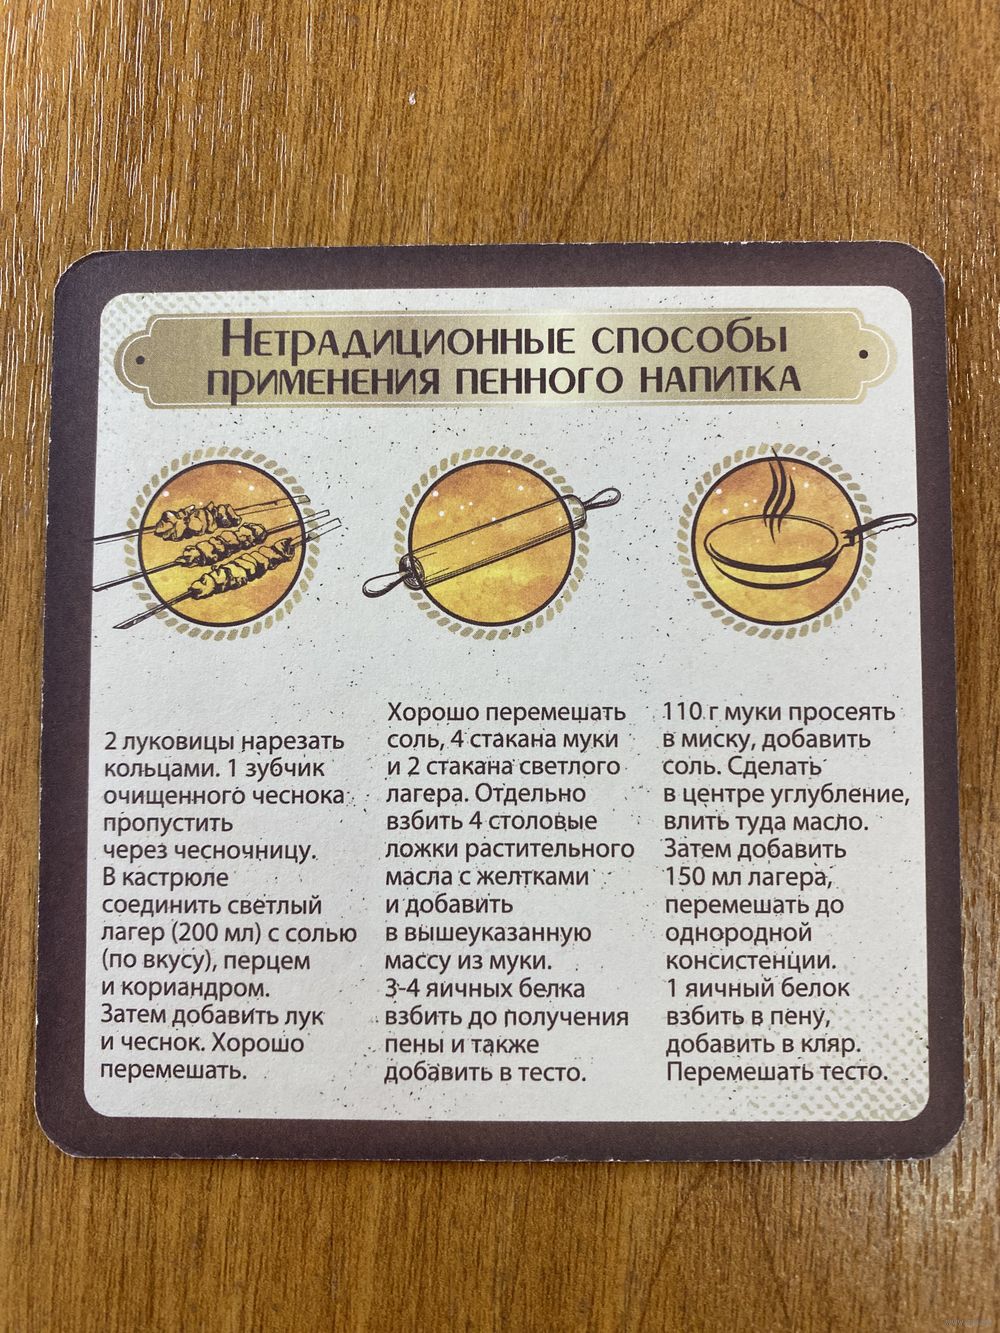 Нетрадиционные способы
применения пенного напитка
2 луковицы нарезать
кольцами. 1 зубчик
очищенного чеснока
пропустить
через чесночницу.
В кастрюле
соединить светлый
лагер (200 мл) с солью
(по вкусу), перцем
и кориандром.
Затем добавить лук
и чеснок. Хорошо
перемешать.
Хорошо перемешать
соль, 4 стакана муки
и 2 стакана светлого
лагера. Отдельно
взбить 4 столовые
ложки растительного
масла с желтками
и добавить
в вышеуказанную
массу из муки.
3-4 яичных белка
взбить до получения
пены и также
добавить в тесто.
110 г муки просеять
в миску, добавить
соль. Сделать
в центре углубление,
влить туда масло.
Затем добавить
150 мл лагера,
перемешать до
однородной
консистенции.
1 яичный белок
взбить в пену,
добавить в кляр.
Перемешать тесто.